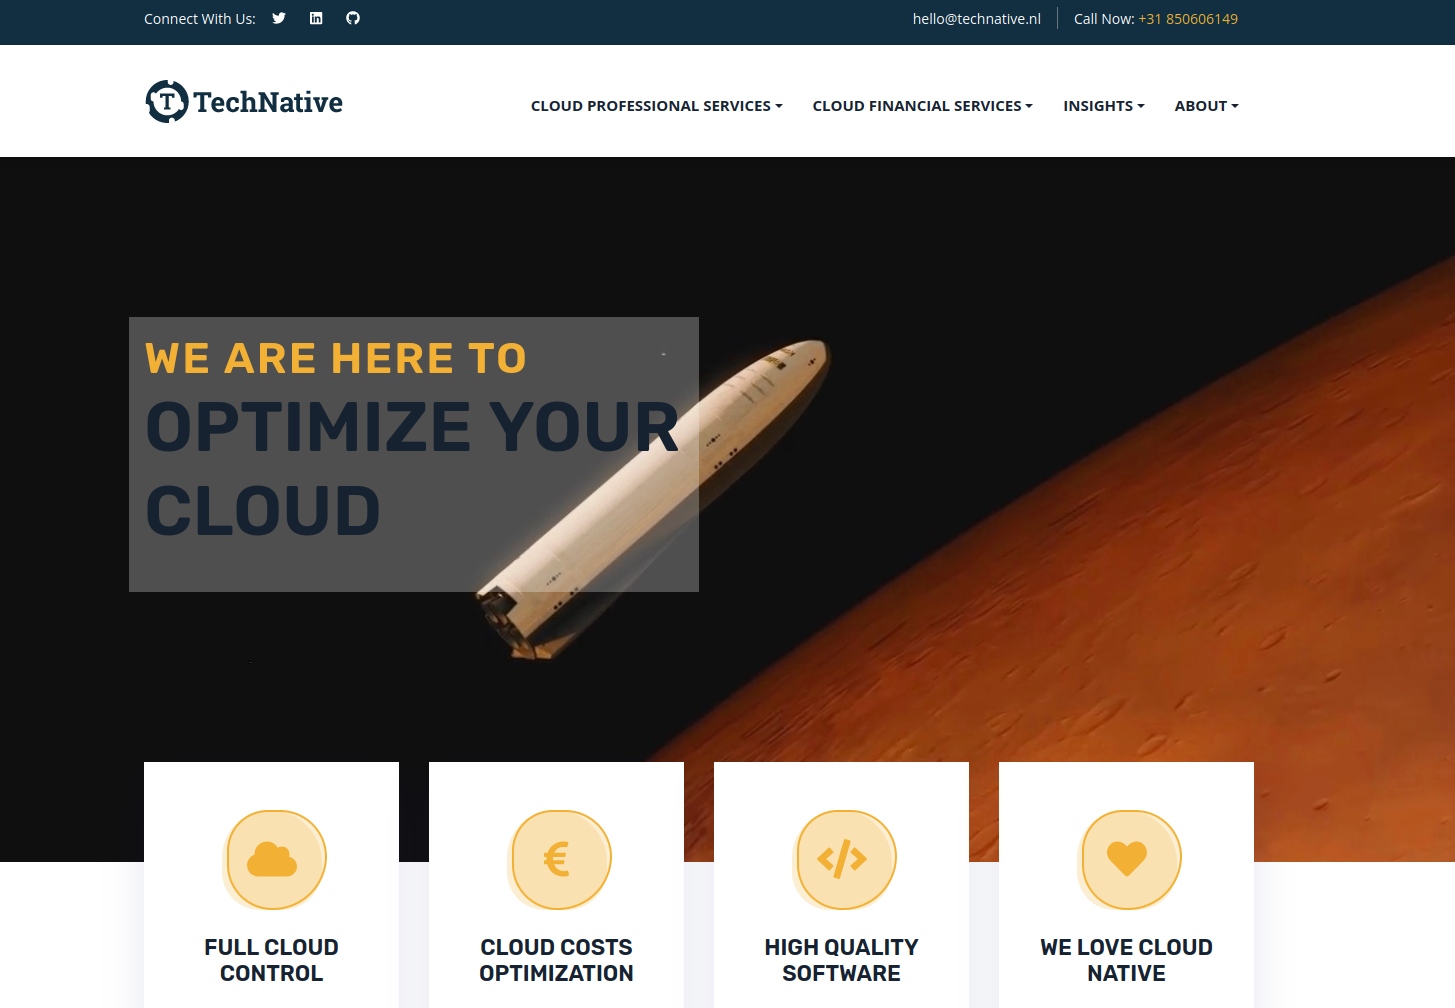 Connect With Us:
hello@technative.nl
Call Now: +31 850606149
TechNative
CLOUD PROFESSIONAL SERVICES
CLOUD FINANCIAL SERVICES
INSIGHTS
ABOUT
WE ARE HERE TO
OPTIMIZE YOUR
CLOUD
FULL CLOUD
CONTROL
CLOUD COSTS
OPTIMIZATION
HIGH QUALITY
SOFTWARE
WE LOVE CLOUD
NATIVE